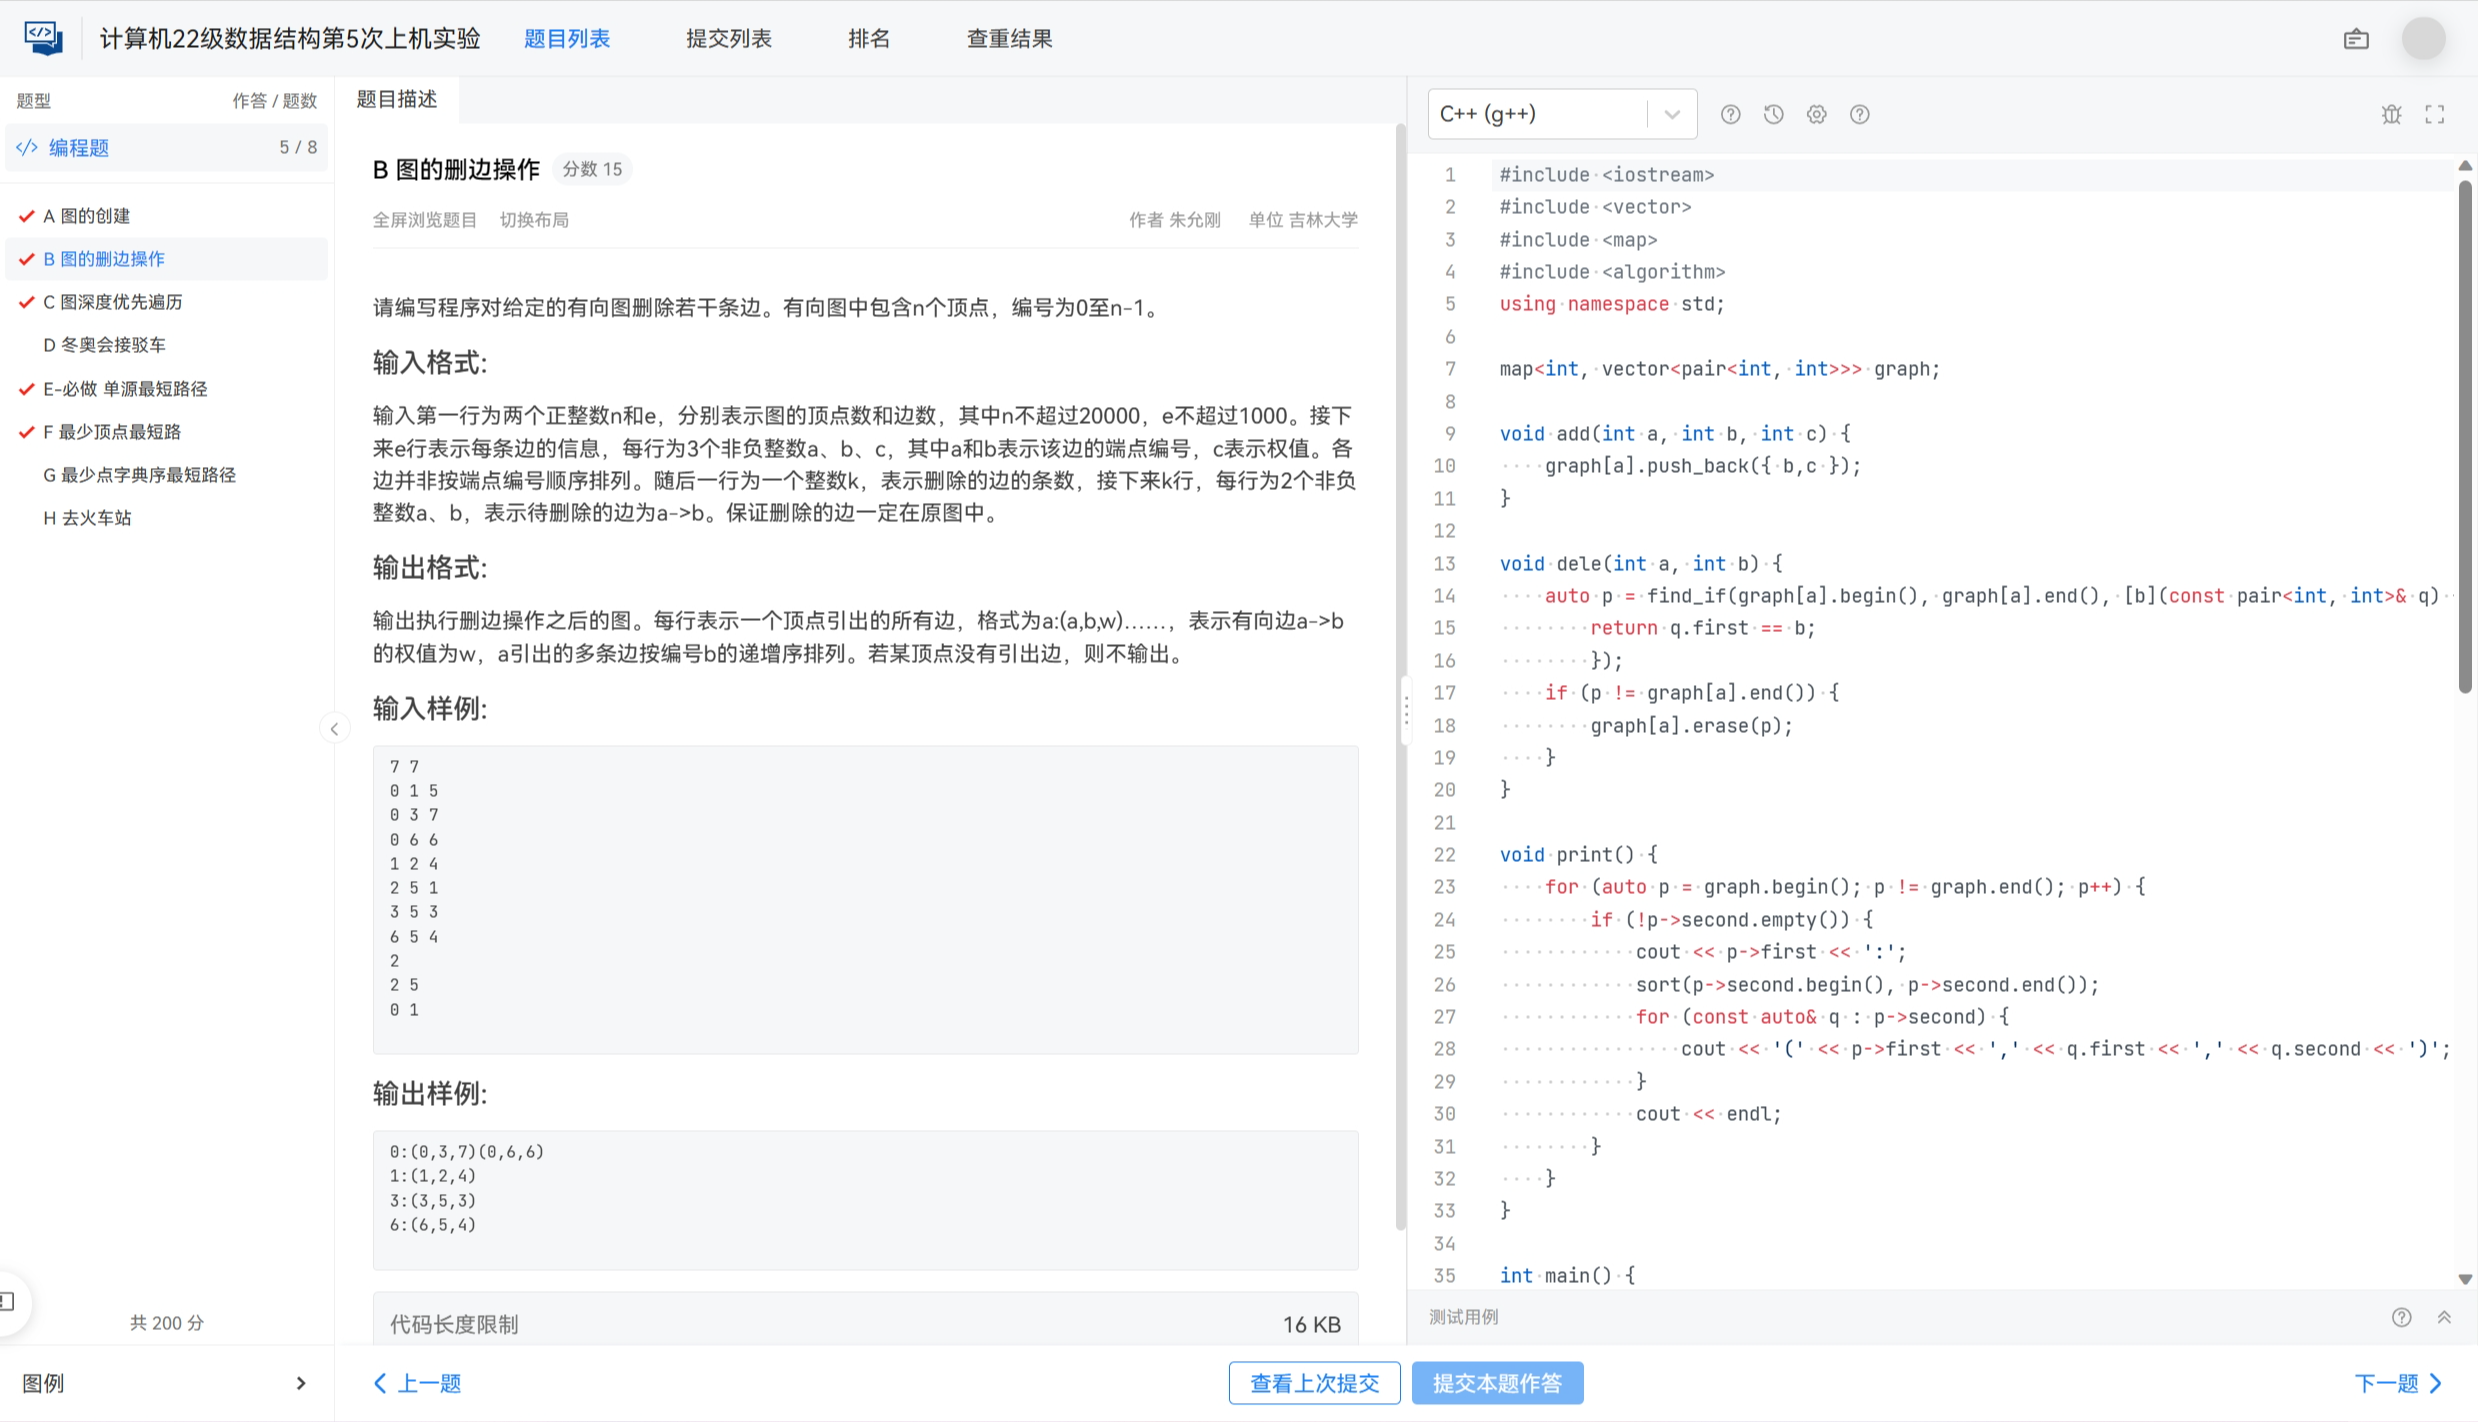 计算机22级数据结构第5次上机实验
题目列表
提交列表
排名
查重结果
题型
作答 / 题数
</> 编程题
5 / 8
A 图的创建
B 图的删边操作
C 图深度优先遍历
D 冬奥会接驳车
E-必做 单源最短路径
F 最少顶点最短路
G 最少点字典序最短路径
H 去火车站
共 200 分
图例
题目描述
B 图的删边操作
分数 15
全屏浏览题目 切换布局
作者 朱允刚
单位 吉林大学
请编写程序对给定的有向图删除若干条边。有向图中包含n个顶点，编号为0至n-1。
输入格式:
输入第一行为两个正整数n和e，分别表示图的顶点数和边数，其中n不超过20000，e不超过1000。接下
来e行表示每条边的信息，每行为3个非负整数a、b、c，其中a和b表示该边的端点编号，c表示权值。各
边并非按端点编号顺序排列。随后一行为一个整数k，表示删除的边的条数，接下来k行，每行为2个非负
整数a、b，表示待删除的边为a->b。保证删除的边一定在原图中。
输出格式:
输出执行删边操作之后的图。每行表示一个顶点引出的所有边，格式为a:(a,b,w)……，表示有向边a->b
的权值为w，a引出的多条边按编号b的递增序排列。若某顶点没有引出边，则不输出。
输入样例:
7 7
0 1 5
0 3 7
0 6 6
1 2 4
2 5 1
3 5 3
6 5 4
2
2 5
0 1
输出样例:
0:(0,3,7)(0,6,6)
1:(1,2,4)
3:(3,5,3)
6:(6,5,4)
代码长度限制
16 KB
上一题
查看上次提交
提交本题作答
下一题
C++ (g++)
1 #include <iostream>
2 #include <vector>
3 #include <map>
4 #include <algorithm>
5 using namespace std;
6
7 map<int, vector<pair<int, int>>> graph;
8
9 void add(int a, int b, int c) {
10     graph[a].push_back({ b,c });
11 }
12
13 void dele(int a, int b) {
14     auto p = find_if(graph[a].begin(), graph[a].end(), [b](const pair<int, int>& q)
15         return q.first == b;
16         });
17     if (p != graph[a].end()) {
18         graph[a].erase(p);
19     }
20 }
21
22 void print() {
23     for (auto p = graph.begin(); p != graph.end(); p++) {
24         if (!p->second.empty()) {
25             cout << p->first << ':';
26             sort(p->second.begin(), p->second.end());
27             for (const auto& q : p->second) {
28                 cout << '(' << p->first << ',' << q.first << ',' << q.second << ')';
29             }
30             cout << endl;
31         }
32     }
33 }
34
35 int main() {
测试用例